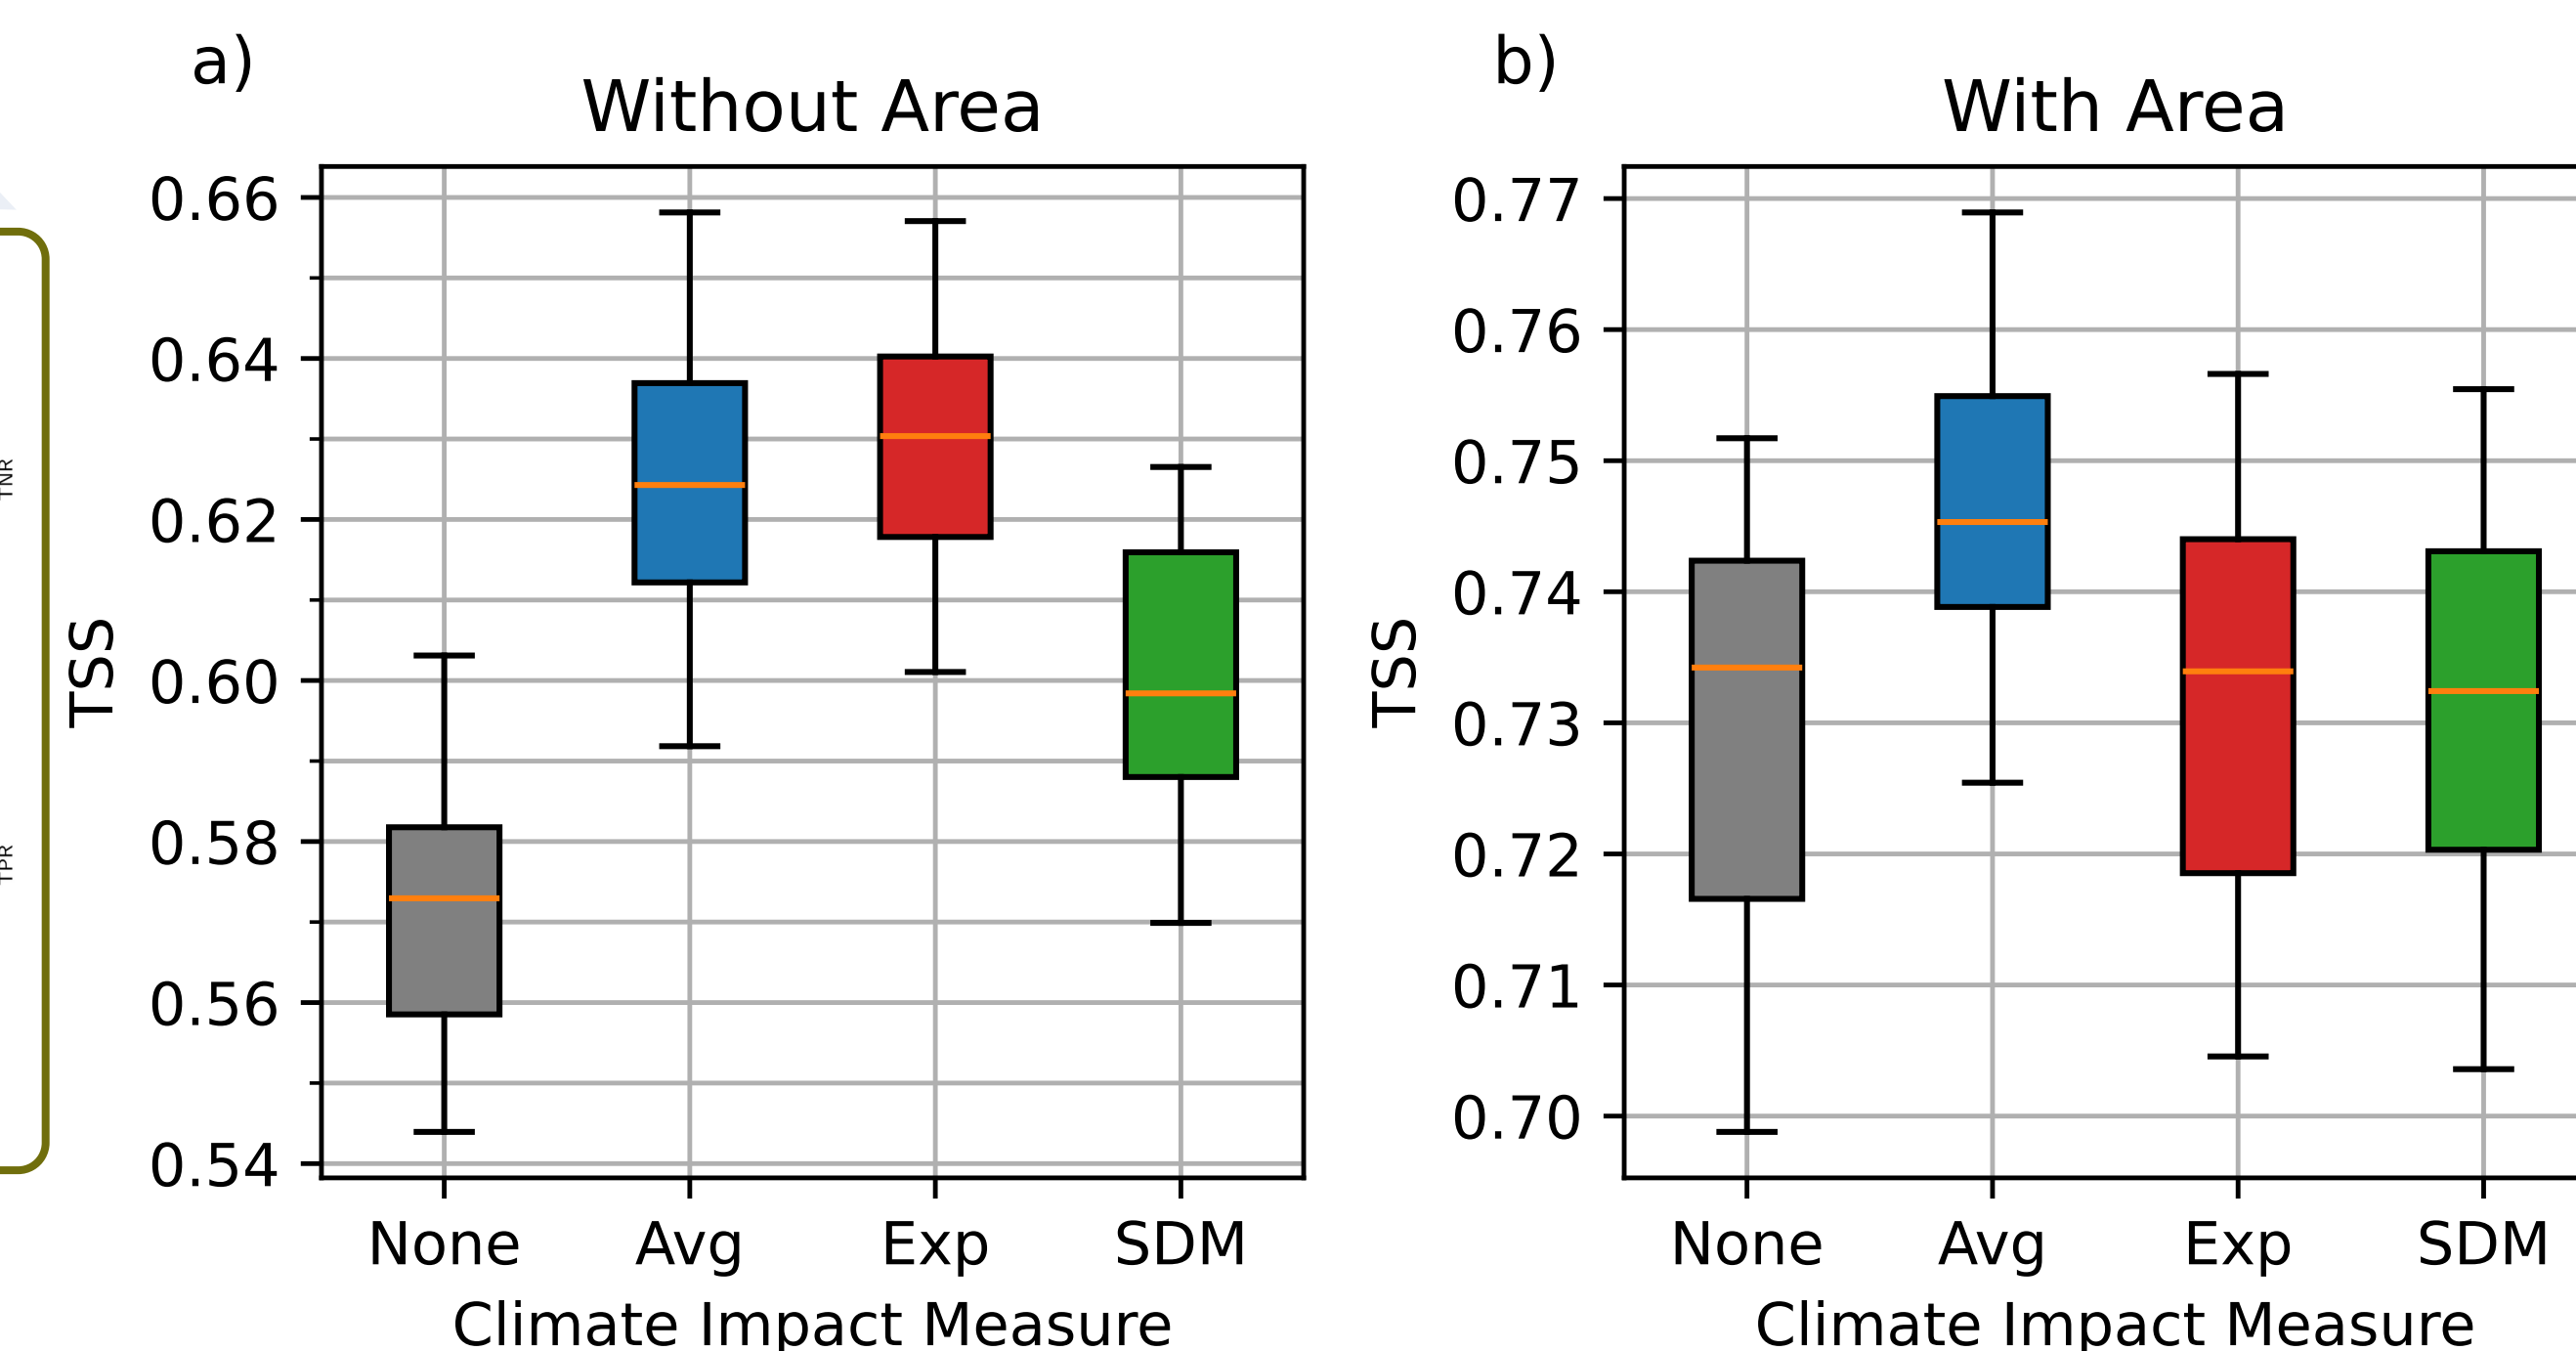 TNR
TPR
a)
Without Area
TSS
0.66
0.64
0.62
0.60
0.58
0.56
0.54
None Avg Exp SDM
Climate Impact Measure
b)
With Area
TSS
0.77
0.76
0.75
0.74
0.73
0.72
0.71
0.70
None Avg Exp SDM
Climate Impact Measure